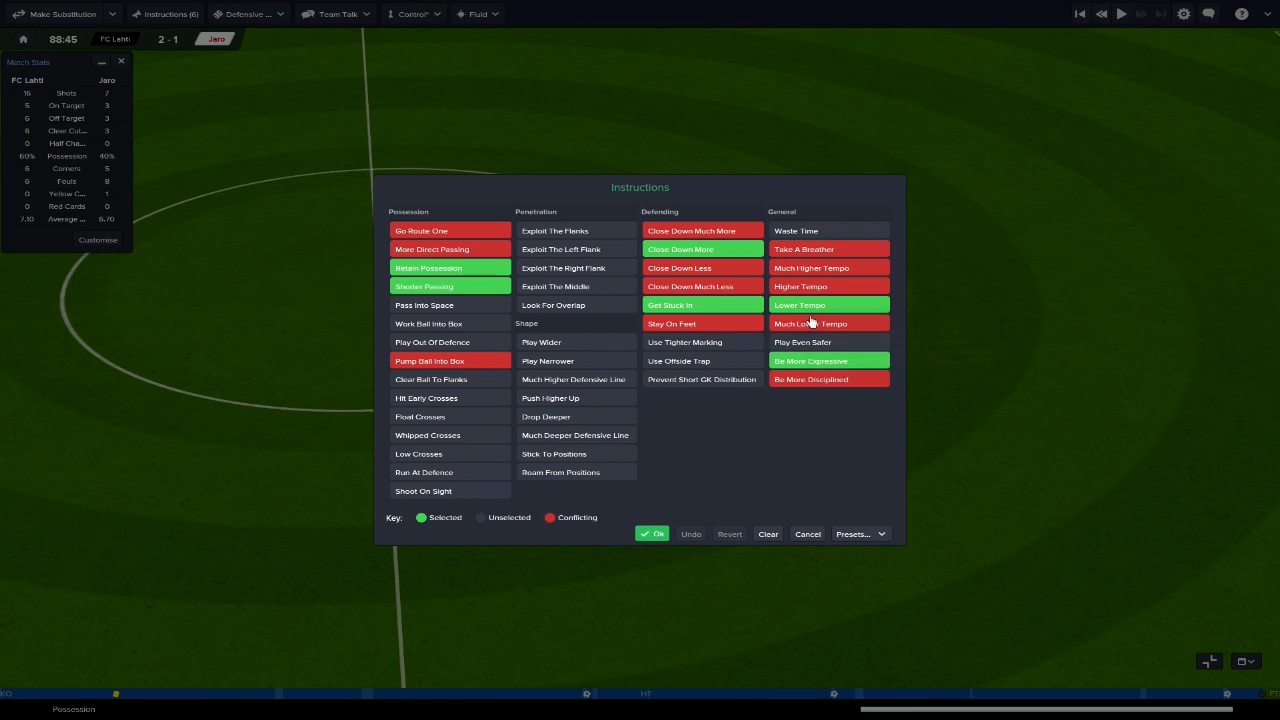 Make Substitution
Instructions (6)
Defensive ...
Team Talk
Control*
Fluid
88:45
FC Lahti
2 - 1
Jaro
Match Stats
FC Lahti Jaro
16 Shots 7
5 On Target 3
6 Off Target 3
6 Clear Cut... 3
0 Half Cha... 0
60% Possession 40%
6 Corners 5
6 Fouls 8
0 Yellow C... 1
0 Red Cards 0
7.10 Average ... 6.70
Customise
Instructions
Possession
Go Route One
More Direct Passing
Retain Possession
Shorter Passing
Pass Into Space
Work Ball Into Box
Play Out Of Defence
Pump Ball Into Box
Clear Ball To Flanks
Hit Early Crosses
Float Crosses
Whipped Crosses
Low Crosses
Run At Defence
Shoot On Sight
Penetration
Exploit The Flanks
Exploit The Left Flank
Exploit The Right Flank
Exploit The Middle
Look For Overlap
Shape
Play Wider
Play Narrower
Much Higher Defensive Line
Push Higher Up
Drop Deeper
Much Deeper Defensive Line
Stick To Positions
Roam From Positions
Defending
Close Down Much More
Close Down More
Close Down Less
Close Down Much Less
Get Stuck In
Stay On Feet
Use Tighter Marking
Use Offside Trap
Prevent Short GK Distribution
General
Waste Time
Take A Breather
Much Higher Tempo
Higher Tempo
Lower Tempo
Much Lower Tempo
Play Even Safer
Be More Expressive
Be More Disciplined
Key: Selected Unselected Conflicting
Ok Undo Revert Clear Cancel Presets...
KO HT FT
Possession